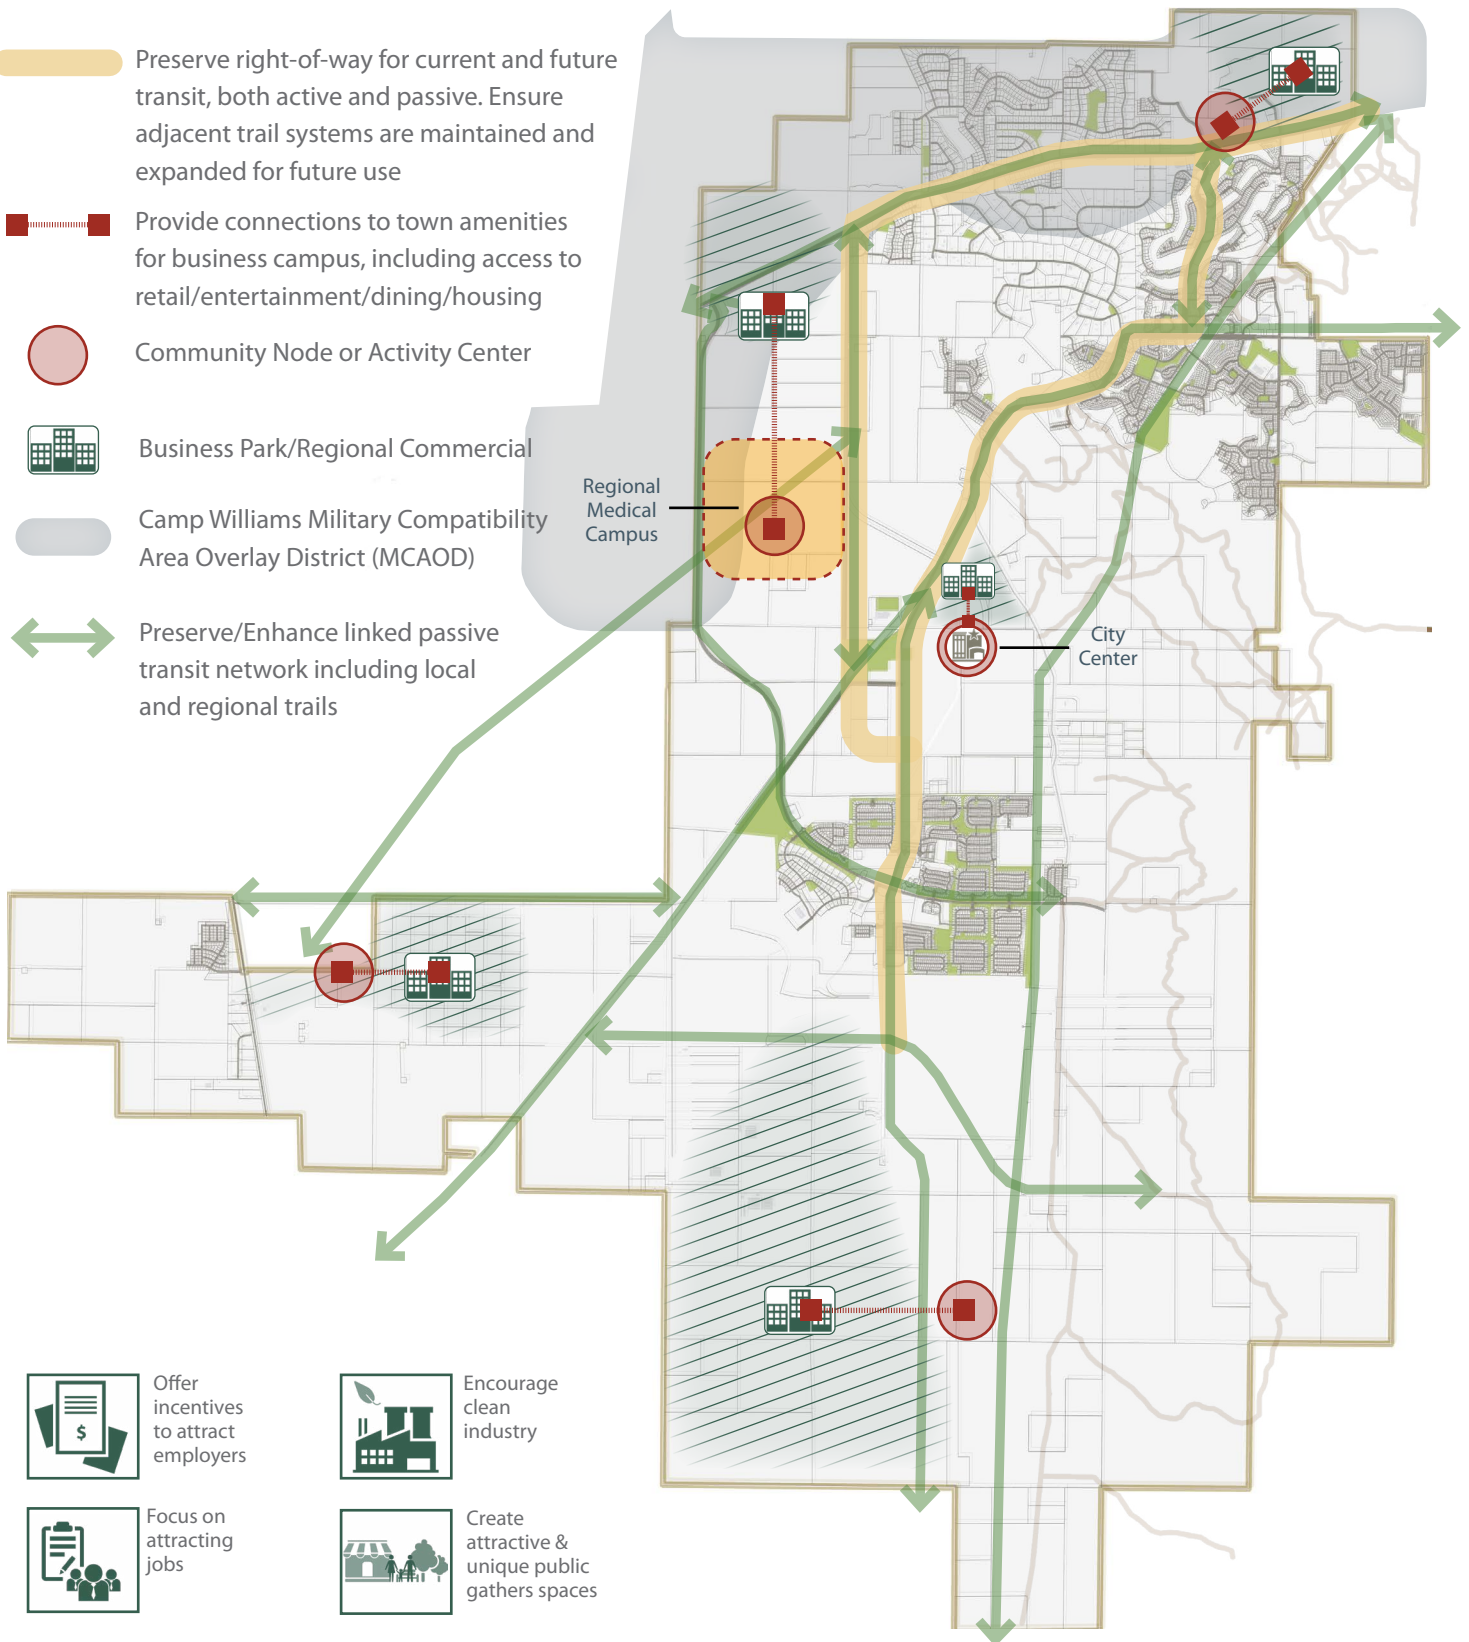 Preserve right-of-way for current and future
transit, both active and passive. Ensure
adjacent trail systems are maintained and
expanded for future use
Provide connections to town amenities
for business campus, including access to
retail/entertainment/dining/housing
Community Node or Activity Center
Business Park/Regional Commercial
Camp Williams Military Compatibility
Area Overlay District (MCAOD)
Preserve/Enhance linked passive
transit network including local
and regional trails
Regional
Medical
Campus
City
Center
Offer
incentives
to attract
employers
$
Encourage
clean
industry
Focus on
attracting
jobs
Create
attractive &
unique public
gathers spaces